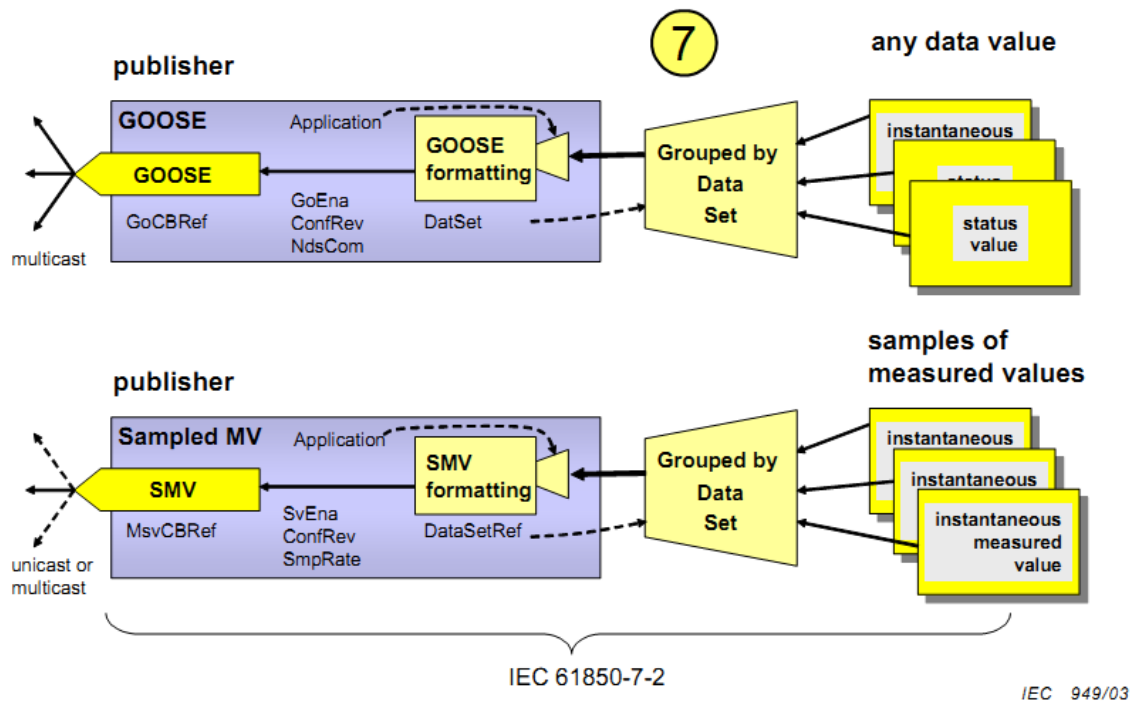 7
any data value
publisher
GOOSE
Application
GOOSE
formatting
GOOSE
GoCBRef
GoEna
ConfRev
NdsCom
DatSet
multicast
Grouped by
Data
Set
instantaneous
status
status
value
samples of
measured values
publisher
Sampled MV
Application
SMV
formatting
SMV
MsvCBRef
SvEna
ConfRev
SmpRate
DataSetRef
unicast or
multicast
Grouped by
Data
Set
instantaneous
instantaneous
instantaneous
measured
value
IEC 61850-7-2
IEC 949/03